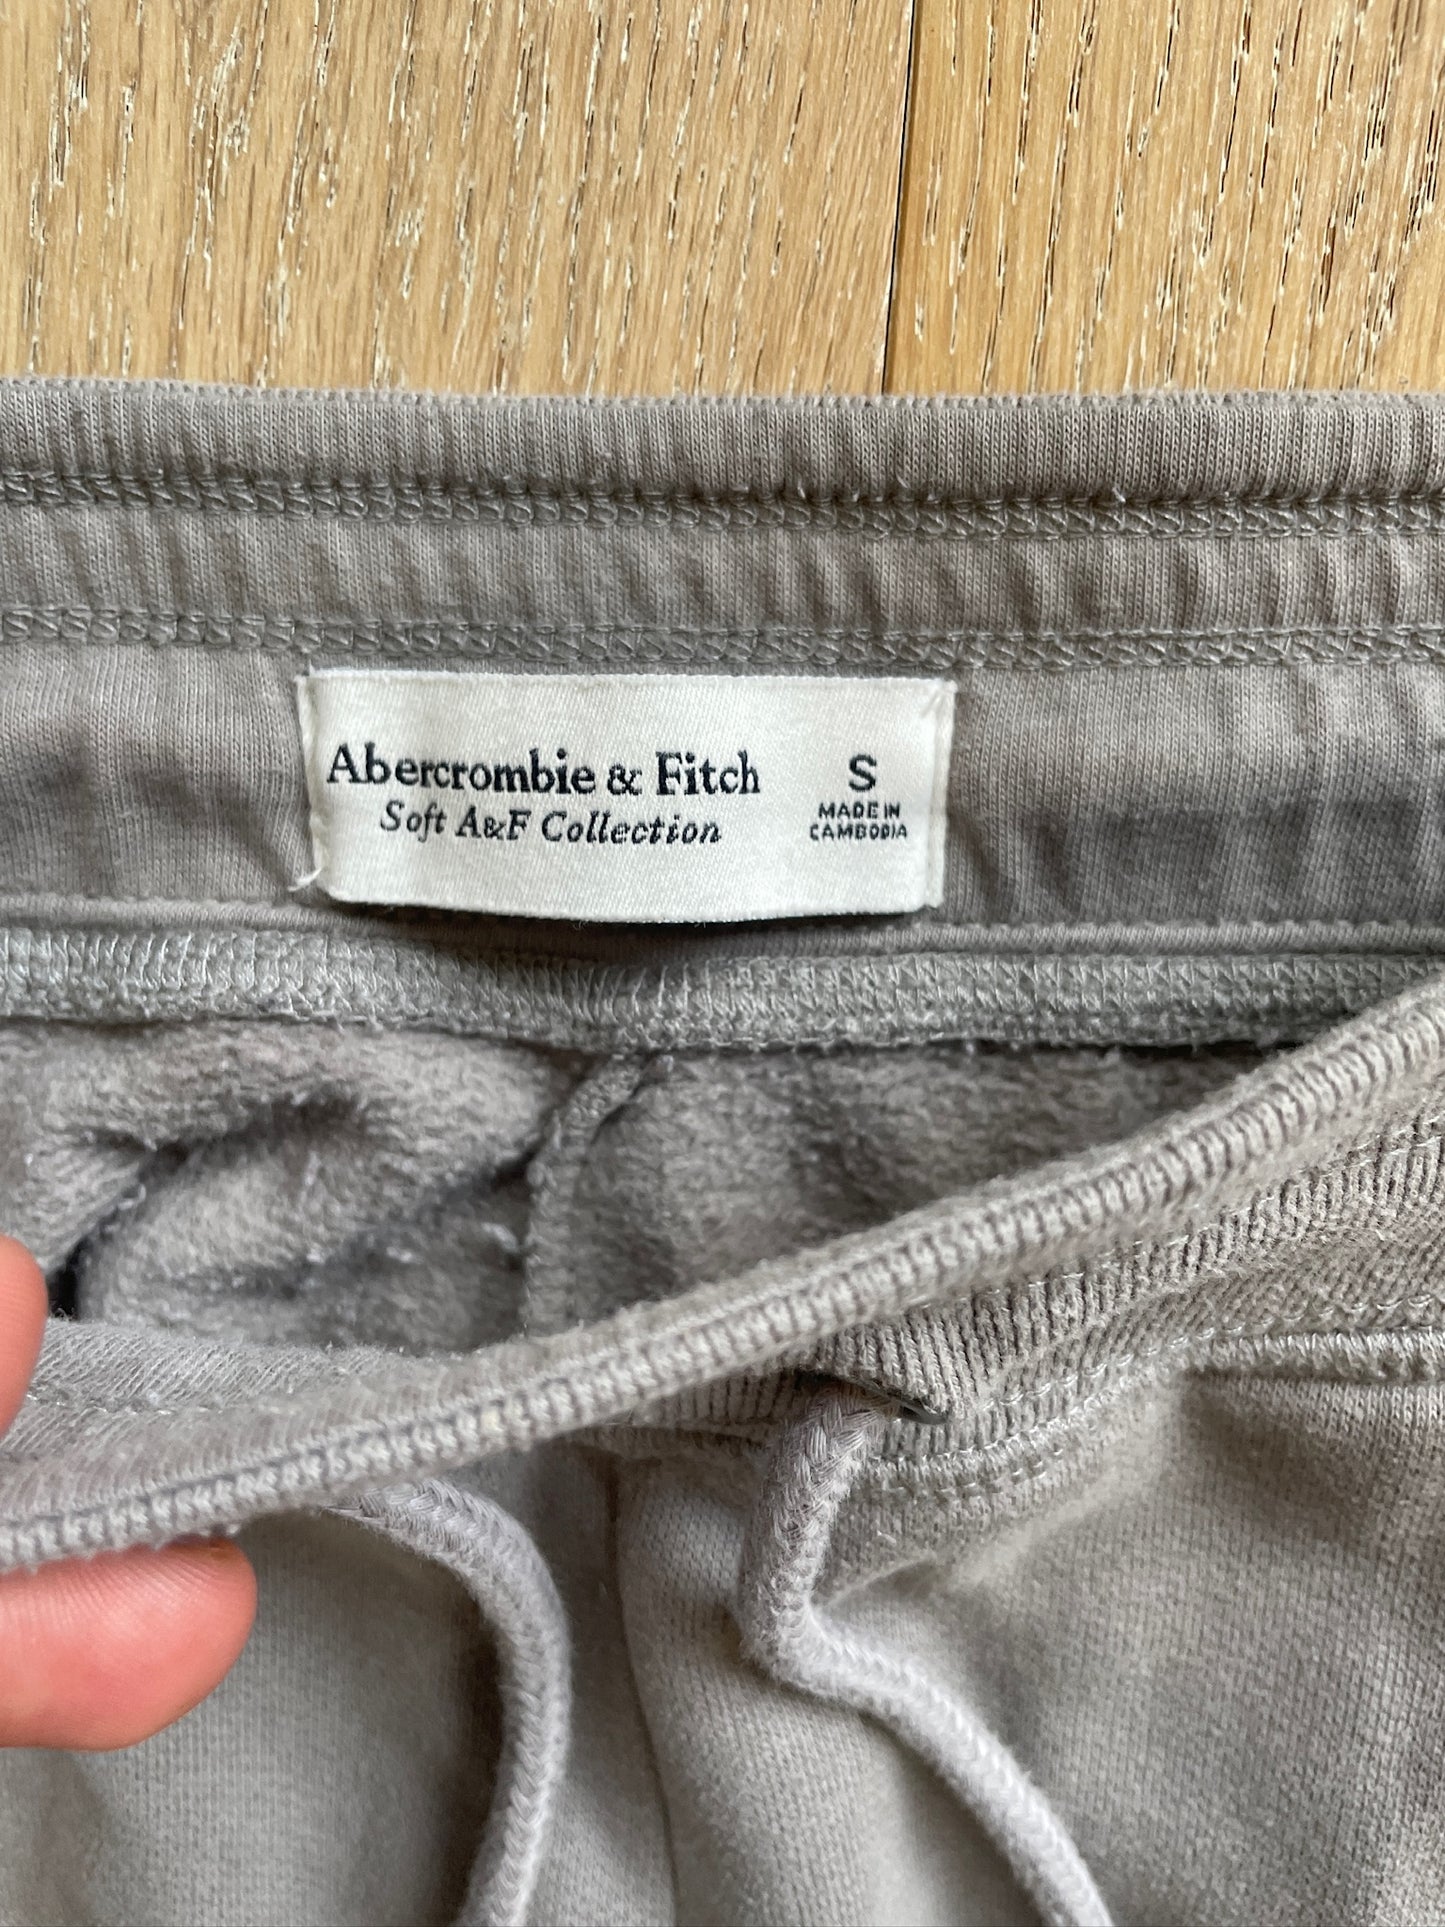 Abercrombie & Fitch
Soft A&F Collection
S
MADE IN
CAMBODIA